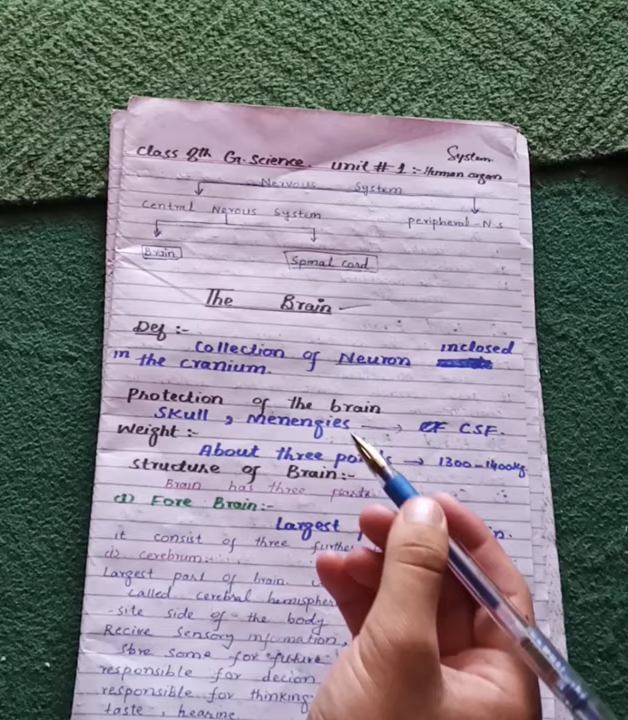 System
Class 8th G.science. unit # 1 :- Human organ
Nervous System
Central Nerous System peripheral-N.s
Brain Spinal cord
The Brain
Def :-
Collection of Neuron inclosed
in the cranium.
Protection of the brain
Skull , Menengies → CSF.
Weight :-
About three → 1300-1400kg
structure of Brain:-
Brain has three parts
(1) Fore Brain:-
Largest
it consist of three further
(i) cerebrum:
Largest part of brain.
called cerebral hemispher
-site side of the body
Recive sensory information,
store some for future
responsible for decion
responsible for thinking
taste , hearing